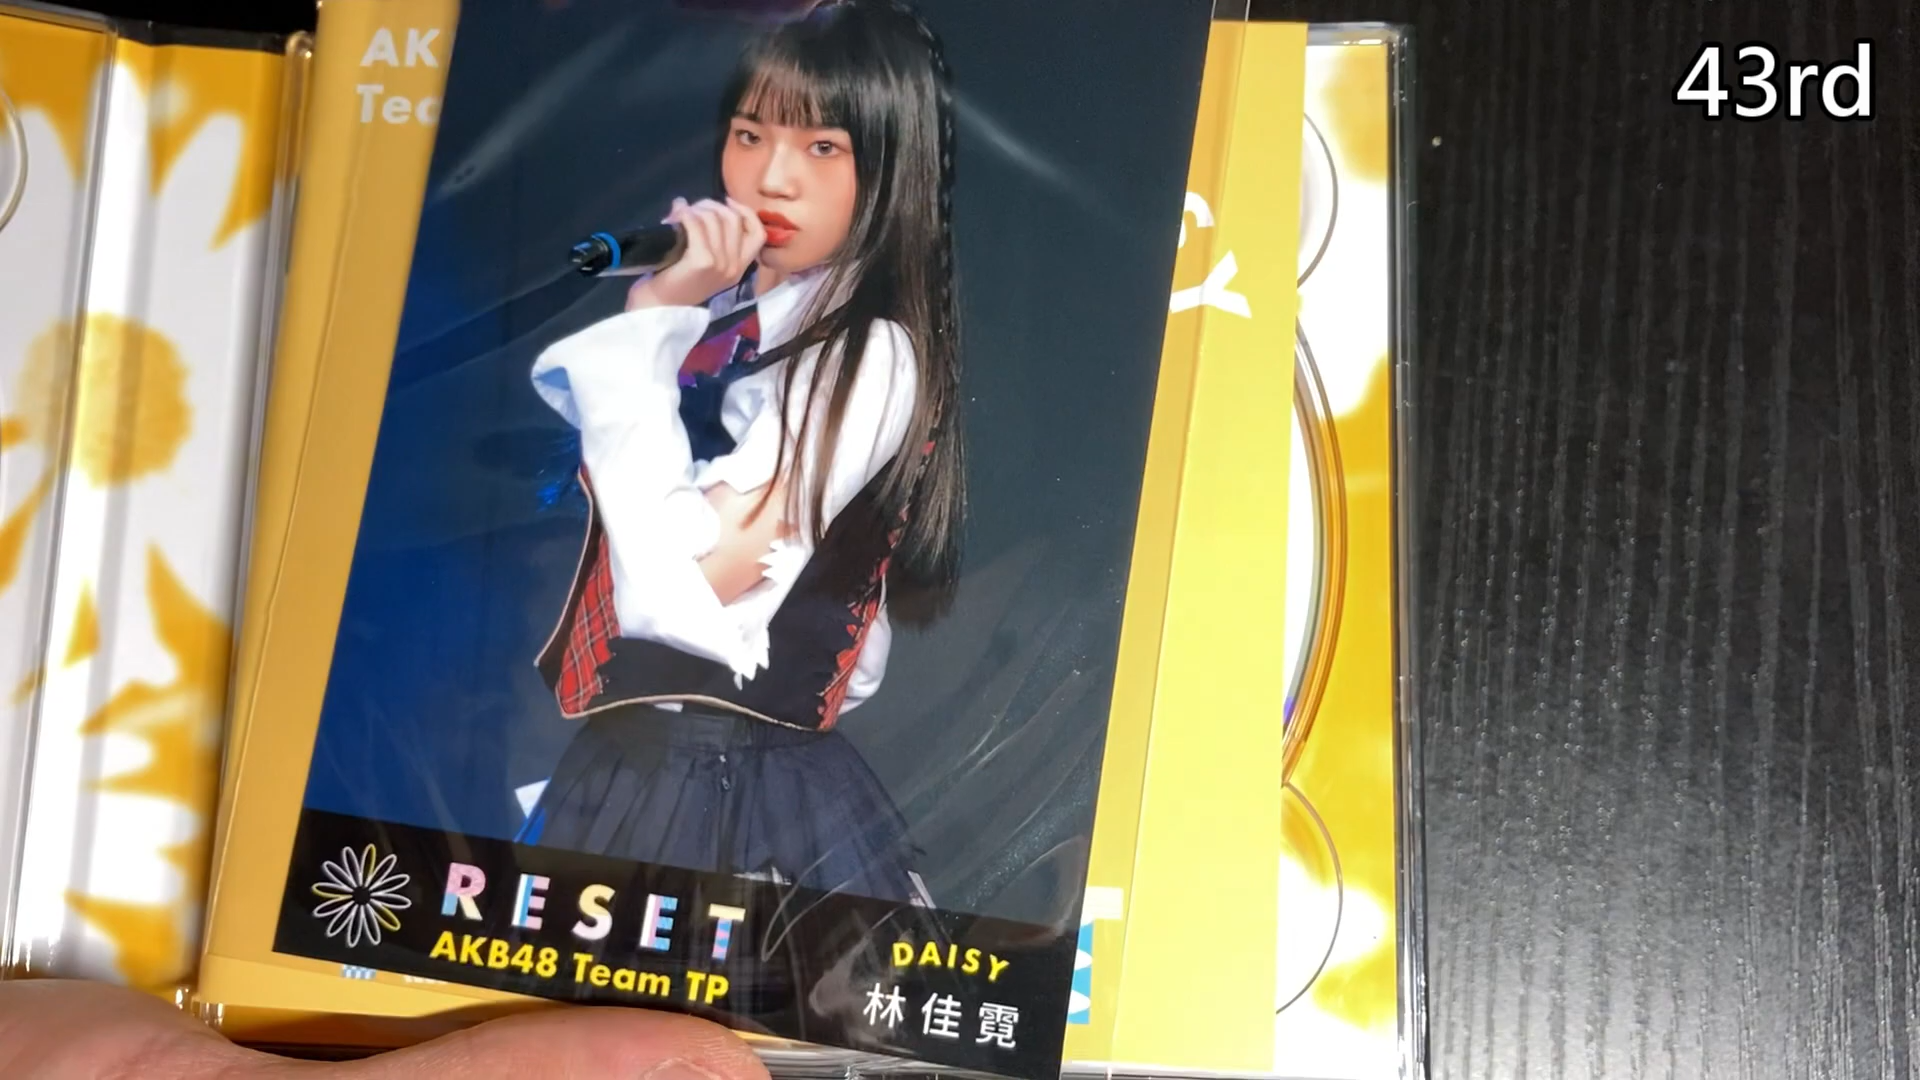 43rd
AK
Tea
RESET
AKB48 Team TP
DAISY
林佳霓